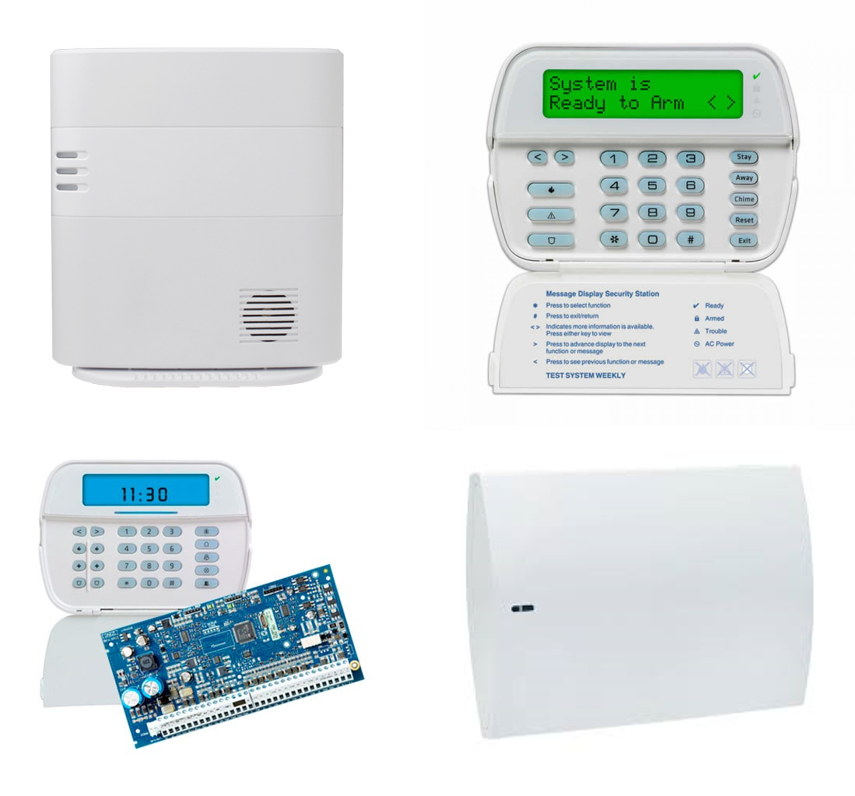 System is
Ready to Arm < >
< > 1 2 3 Stay
Away
4 5 6
Chime
7 8 9
Reset
* 0 # Exit
Message Display Security Station
* Press to select function
# Press to exit/return
< > Indicates more information is available.
Press either key to view
> Press to advance display to the next
function or message
< Press to see previous function or message
TEST SYSTEM WEEKLY
Ready
Armed
Trouble
AC Power
11:30
< > 1 2 3
4 5 6
7 8 9
* 0 #